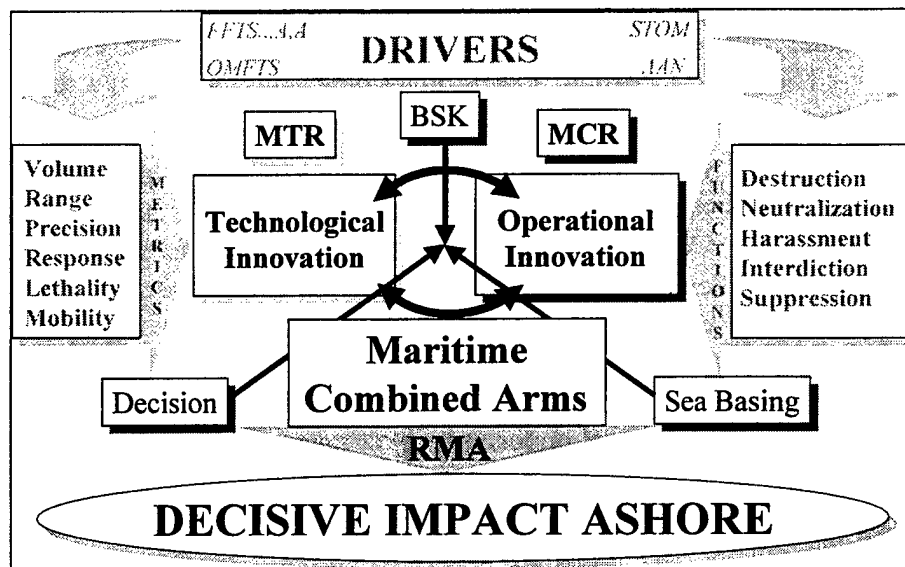 DRIVERS
STOM
OMFTS
AAN
BSK
MTR
MCR
Volume
Range
Precision
Response
Lethality
Mobility
METRICS
Technological
Innovation
Operational
Innovation
FUNCTIONS
Destruction
Neutralization
Harassment
Interdiction
Suppression
Maritime
Combined Arms
Decision
Sea Basing
RMA
DECISIVE IMPACT ASHORE